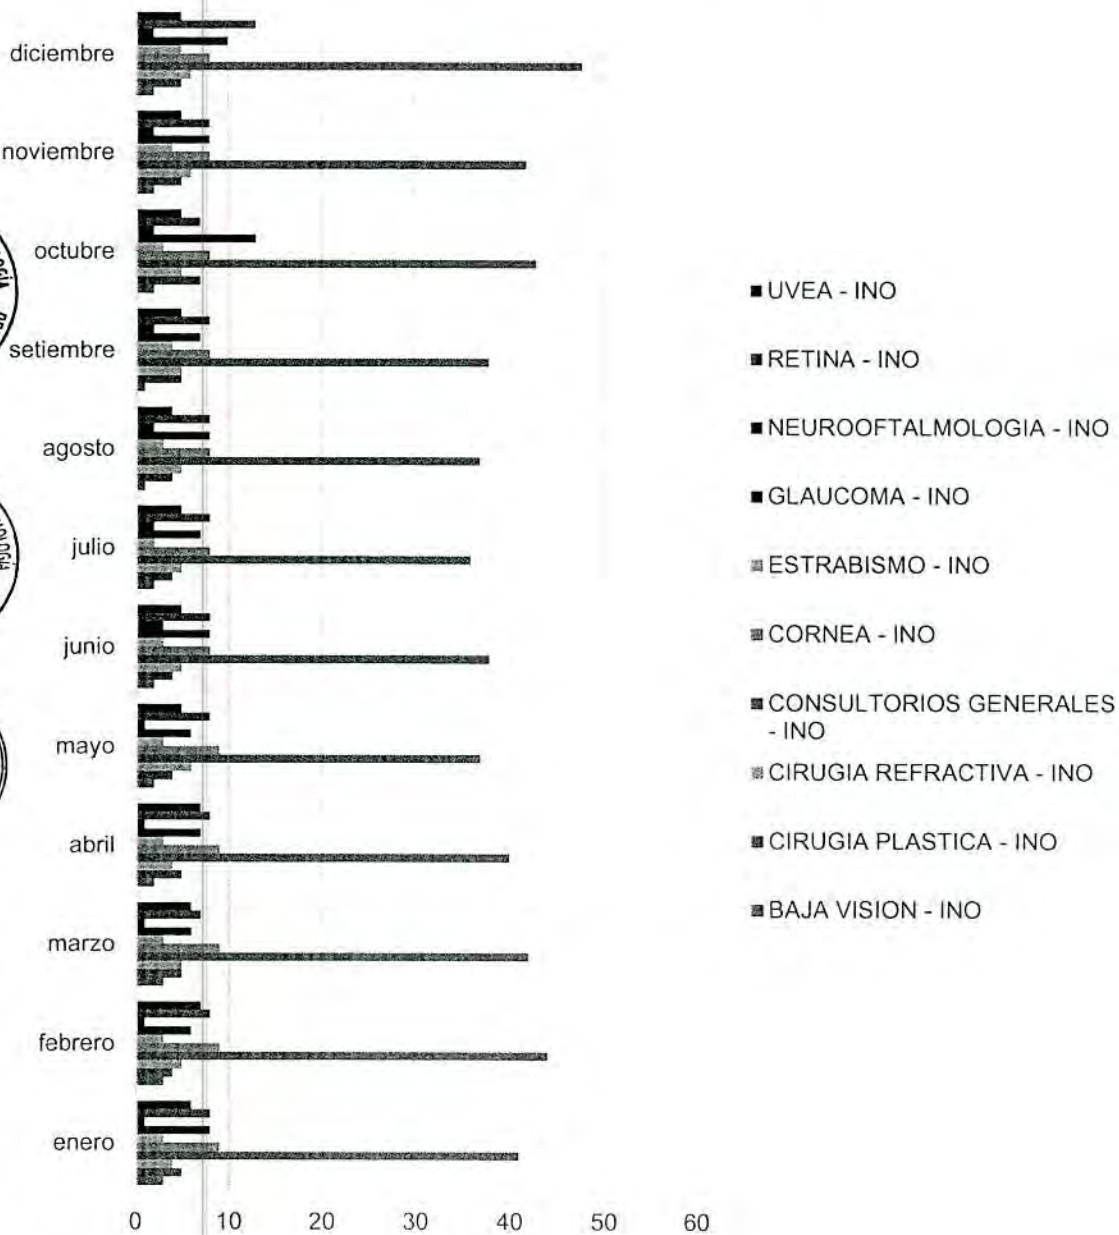 diciembre
noviembre
octubre
setiembre
agosto
julio
junio
mayo
abril
marzo
febrero
enero
0 10 20 30 40 50 60
UVEA - INO
RETINA - INO
NEUROOFTALMOLOGIA - INO
GLAUCOMA - INO
ESTRABISMO - INO
CORNEA - INO
CONSULTORIOS GENERALES
- INO
CIRUGIA REFRACTIVA - INO
CIRUGIA PLASTICA - INO
BAJA VISION - INO